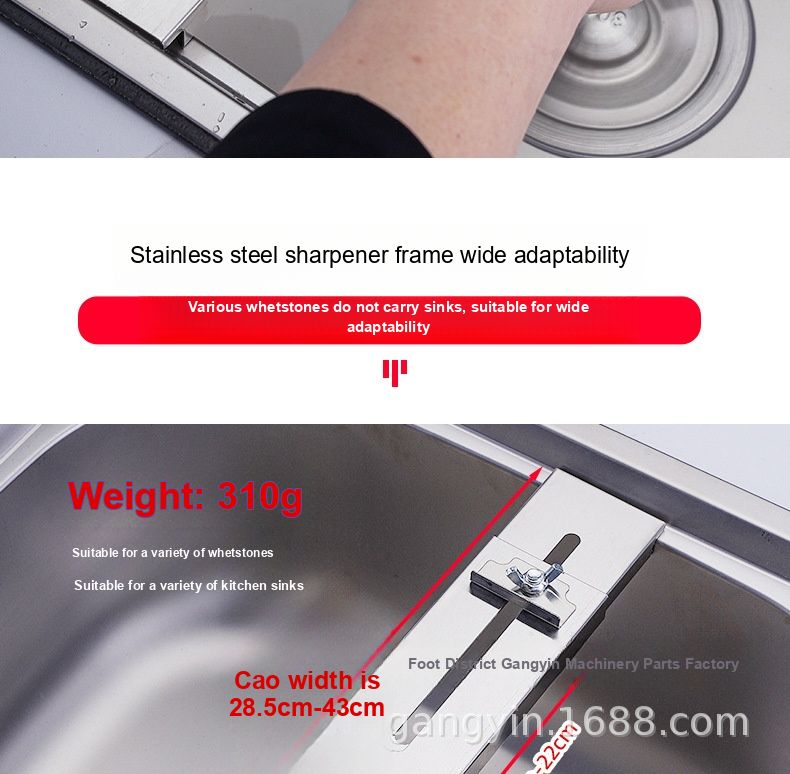 Stainless steel sharpener frame wide adaptability
Various whetstones do not carry sinks, suitable for wide
adaptability
Weight: 310g
Suitable for a variety of whetstones
Suitable for a variety of kitchen sinks
Foot District Gangyin Machinery Parts Factory
Cao width is
28.5cm-43cm
gangyin.1688.com
-22cm